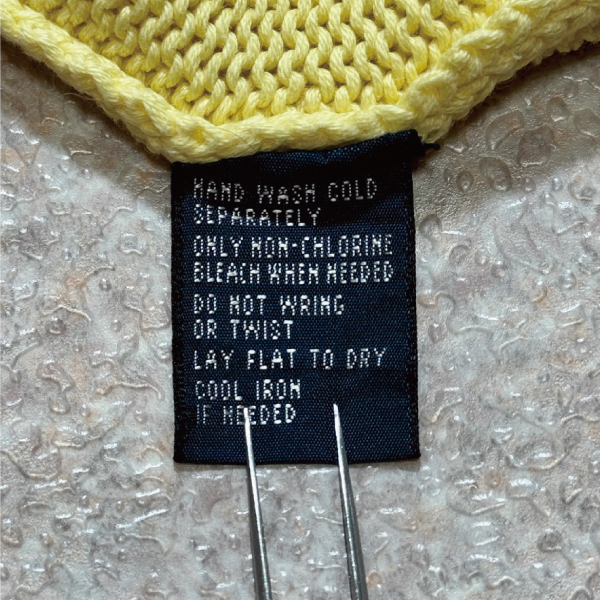 HAND WASH COLD
SEPARATELY
ONLY NON-CHLORINE
BLEACH WHEN NEEDED
DO NOT WRING
OR TWIST
LAY FLAT TO DRY
COOL IRON
IF NEEDED